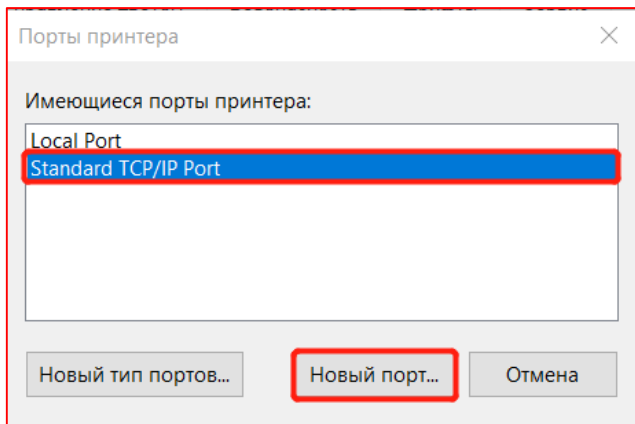 Порты принтера
Имеющиеся порты принтера:
Local Port
Standard TCP/IP Port
Новый тип портов...
Новый порт...
Отмена